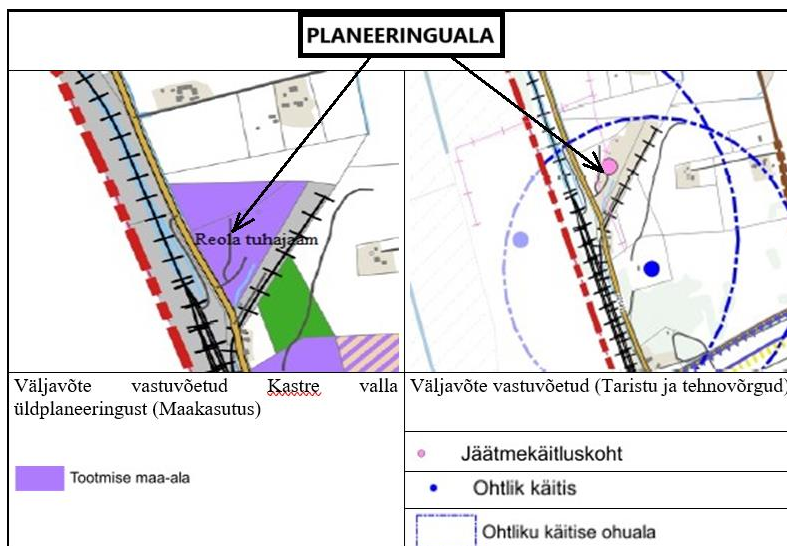 PLANEERINGUALA
Reola tuhajaam
Väljavõte vastuvõetud Kastre valla
üldplaneeringust (Maakasutus)
Väljavõte vastuvõetud (Taristu ja tehnovõrgud)
Tootmise maa-ala
Jäätmekäitluskoht
Ohtlik käitis
Ohtliku käitise ohuala